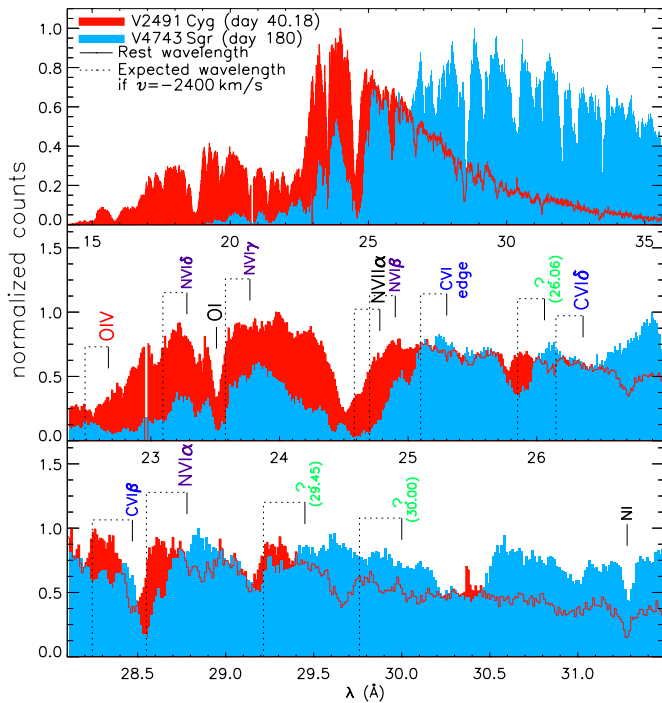 V2491 Cyg (day 40.18)
V4743 Sgr (day 180)
Rest wavelength
Expected wavelength
if v=−2400 km/s
1.0
0.8
0.6
0.4
0.2
0.0
15 20 25 30 35
normalized counts
1.5
1.0
0.5
0.0
OIV
NVIδ
OI
NVIγ
NVIIα
NVIβ
CVI
edge
?
(26.06)
CVIδ
23 24 25 26
1.5
1.0
0.5
0.0
CVIβ
NVIα
?
(29.45)
?
(30.00)
NI
28.5 29.0 29.5 30.0 30.5 31.0
λ (Å)